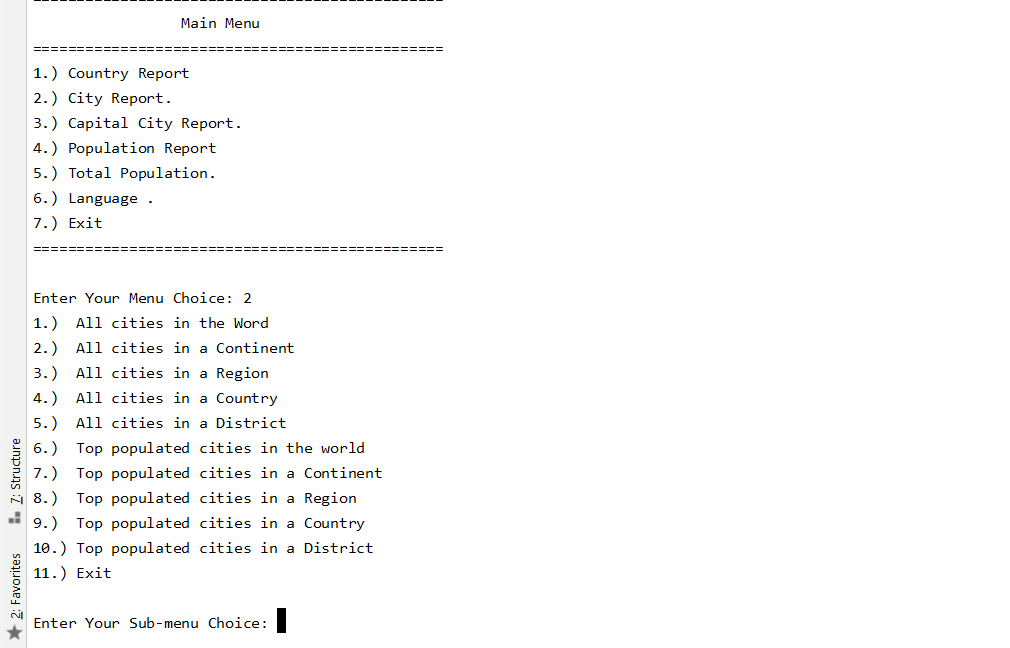 ================================================
Main Menu
================================================
1.) Country Report
2.) City Report.
3.) Capital City Report.
4.) Population Report
5.) Total Population.
6.) Language .
7.) Exit
================================================
Enter Your Menu Choice: 2
1.)  All cities in the Word
2.)  All cities in a Continent
3.)  All cities in a Region
4.)  All cities in a Country
5.)  All cities in a District
6.)  Top populated cities in the world
7.)  Top populated cities in a Continent
8.)  Top populated cities in a Region
9.)  Top populated cities in a Country
10.) Top populated cities in a District
11.) Exit
Enter Your Sub-menu Choice:
7: Structure
2: Favorites